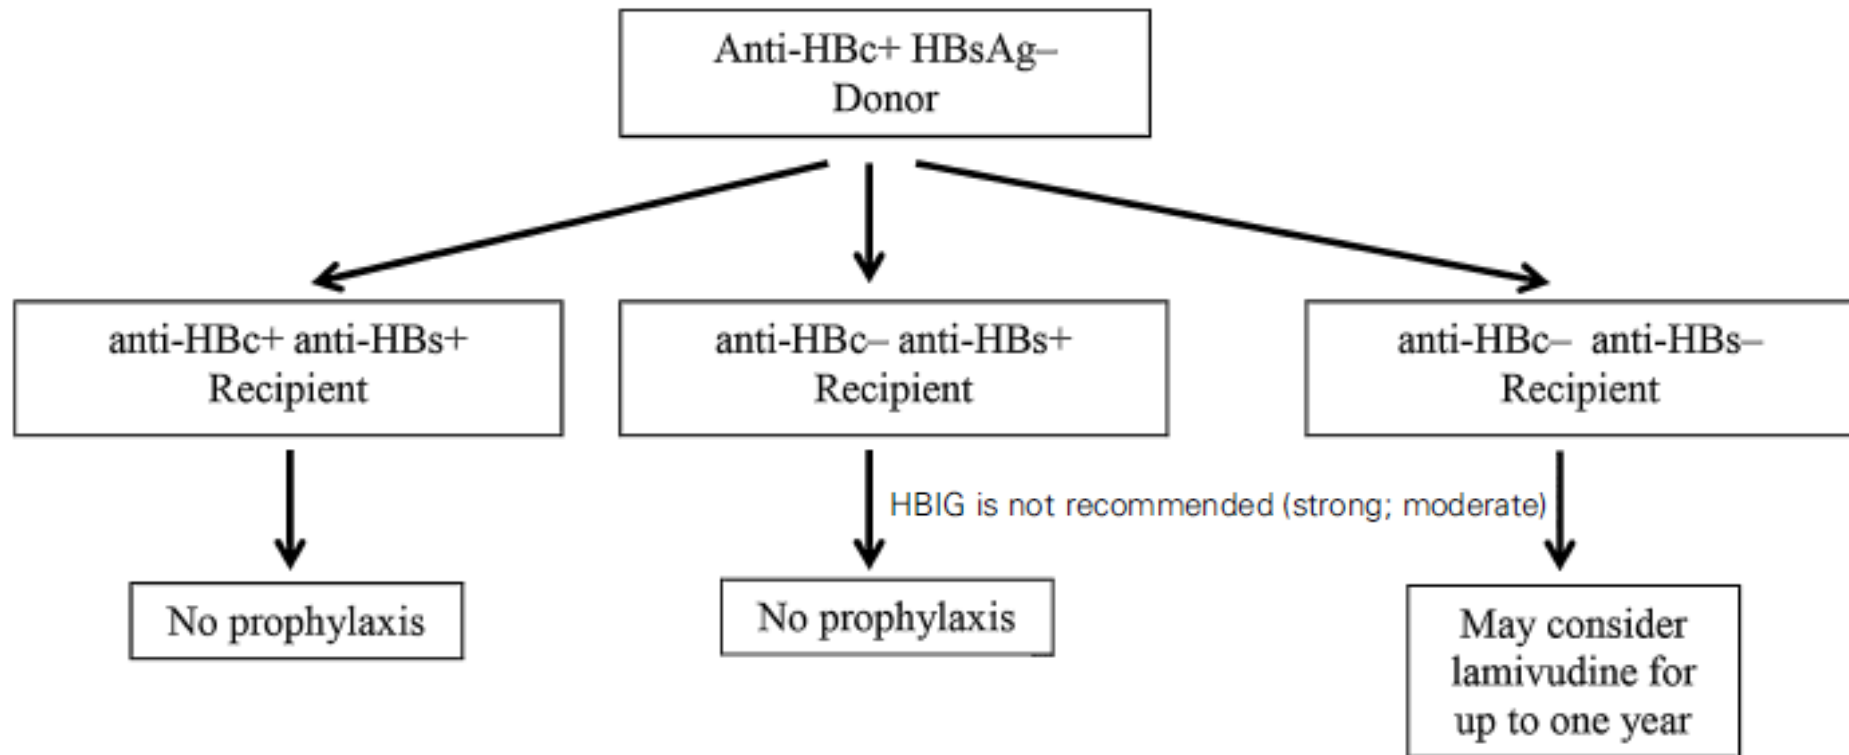 Anti-HBc+ HBsAg–
Donor
anti-HBc+ anti-HBs+
Recipient
anti-HBc– anti-HBs+
Recipient
anti-HBc– anti-HBs–
Recipient
HBIG is not recommended (strong; moderate)
No prophylaxis
No prophylaxis
May consider
lamivudine for
up to one year